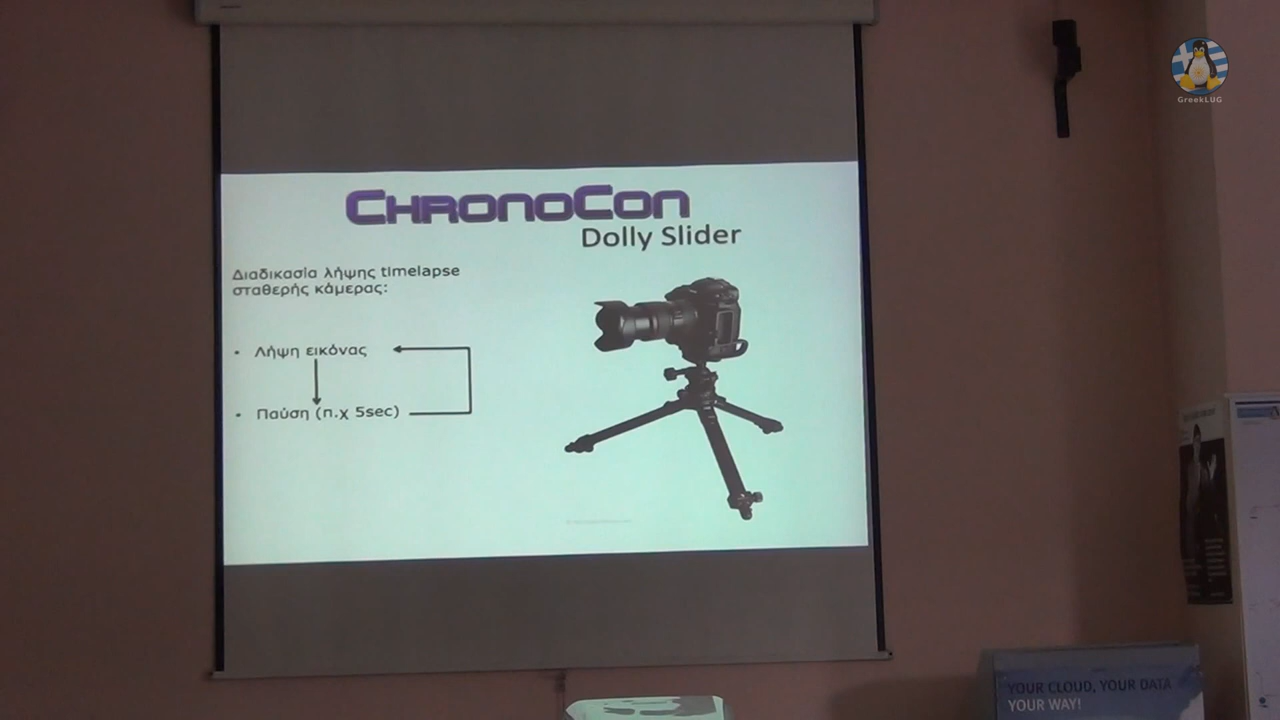 GreekLUG
ChronoCon
Dolly Slider
Διαδικασία λήψης timelapse
σταθερής κάμερας:
• Λήψη εικόνας
• Παύση (π.χ 5sec)
YOUR CLOUD, YOUR DATA
YOUR WAY!